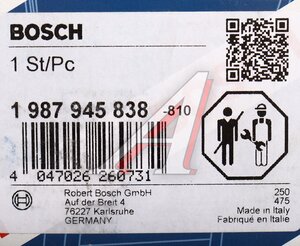 BOSCH
1 St/Pc
1 987 945 838 -810
4 047026 260731
Robert Bosch GmbH
Auf der Breit 4
76227 Karlsruhe
GERMANY
250
475
Made in Italy
Fabriqué en Italie